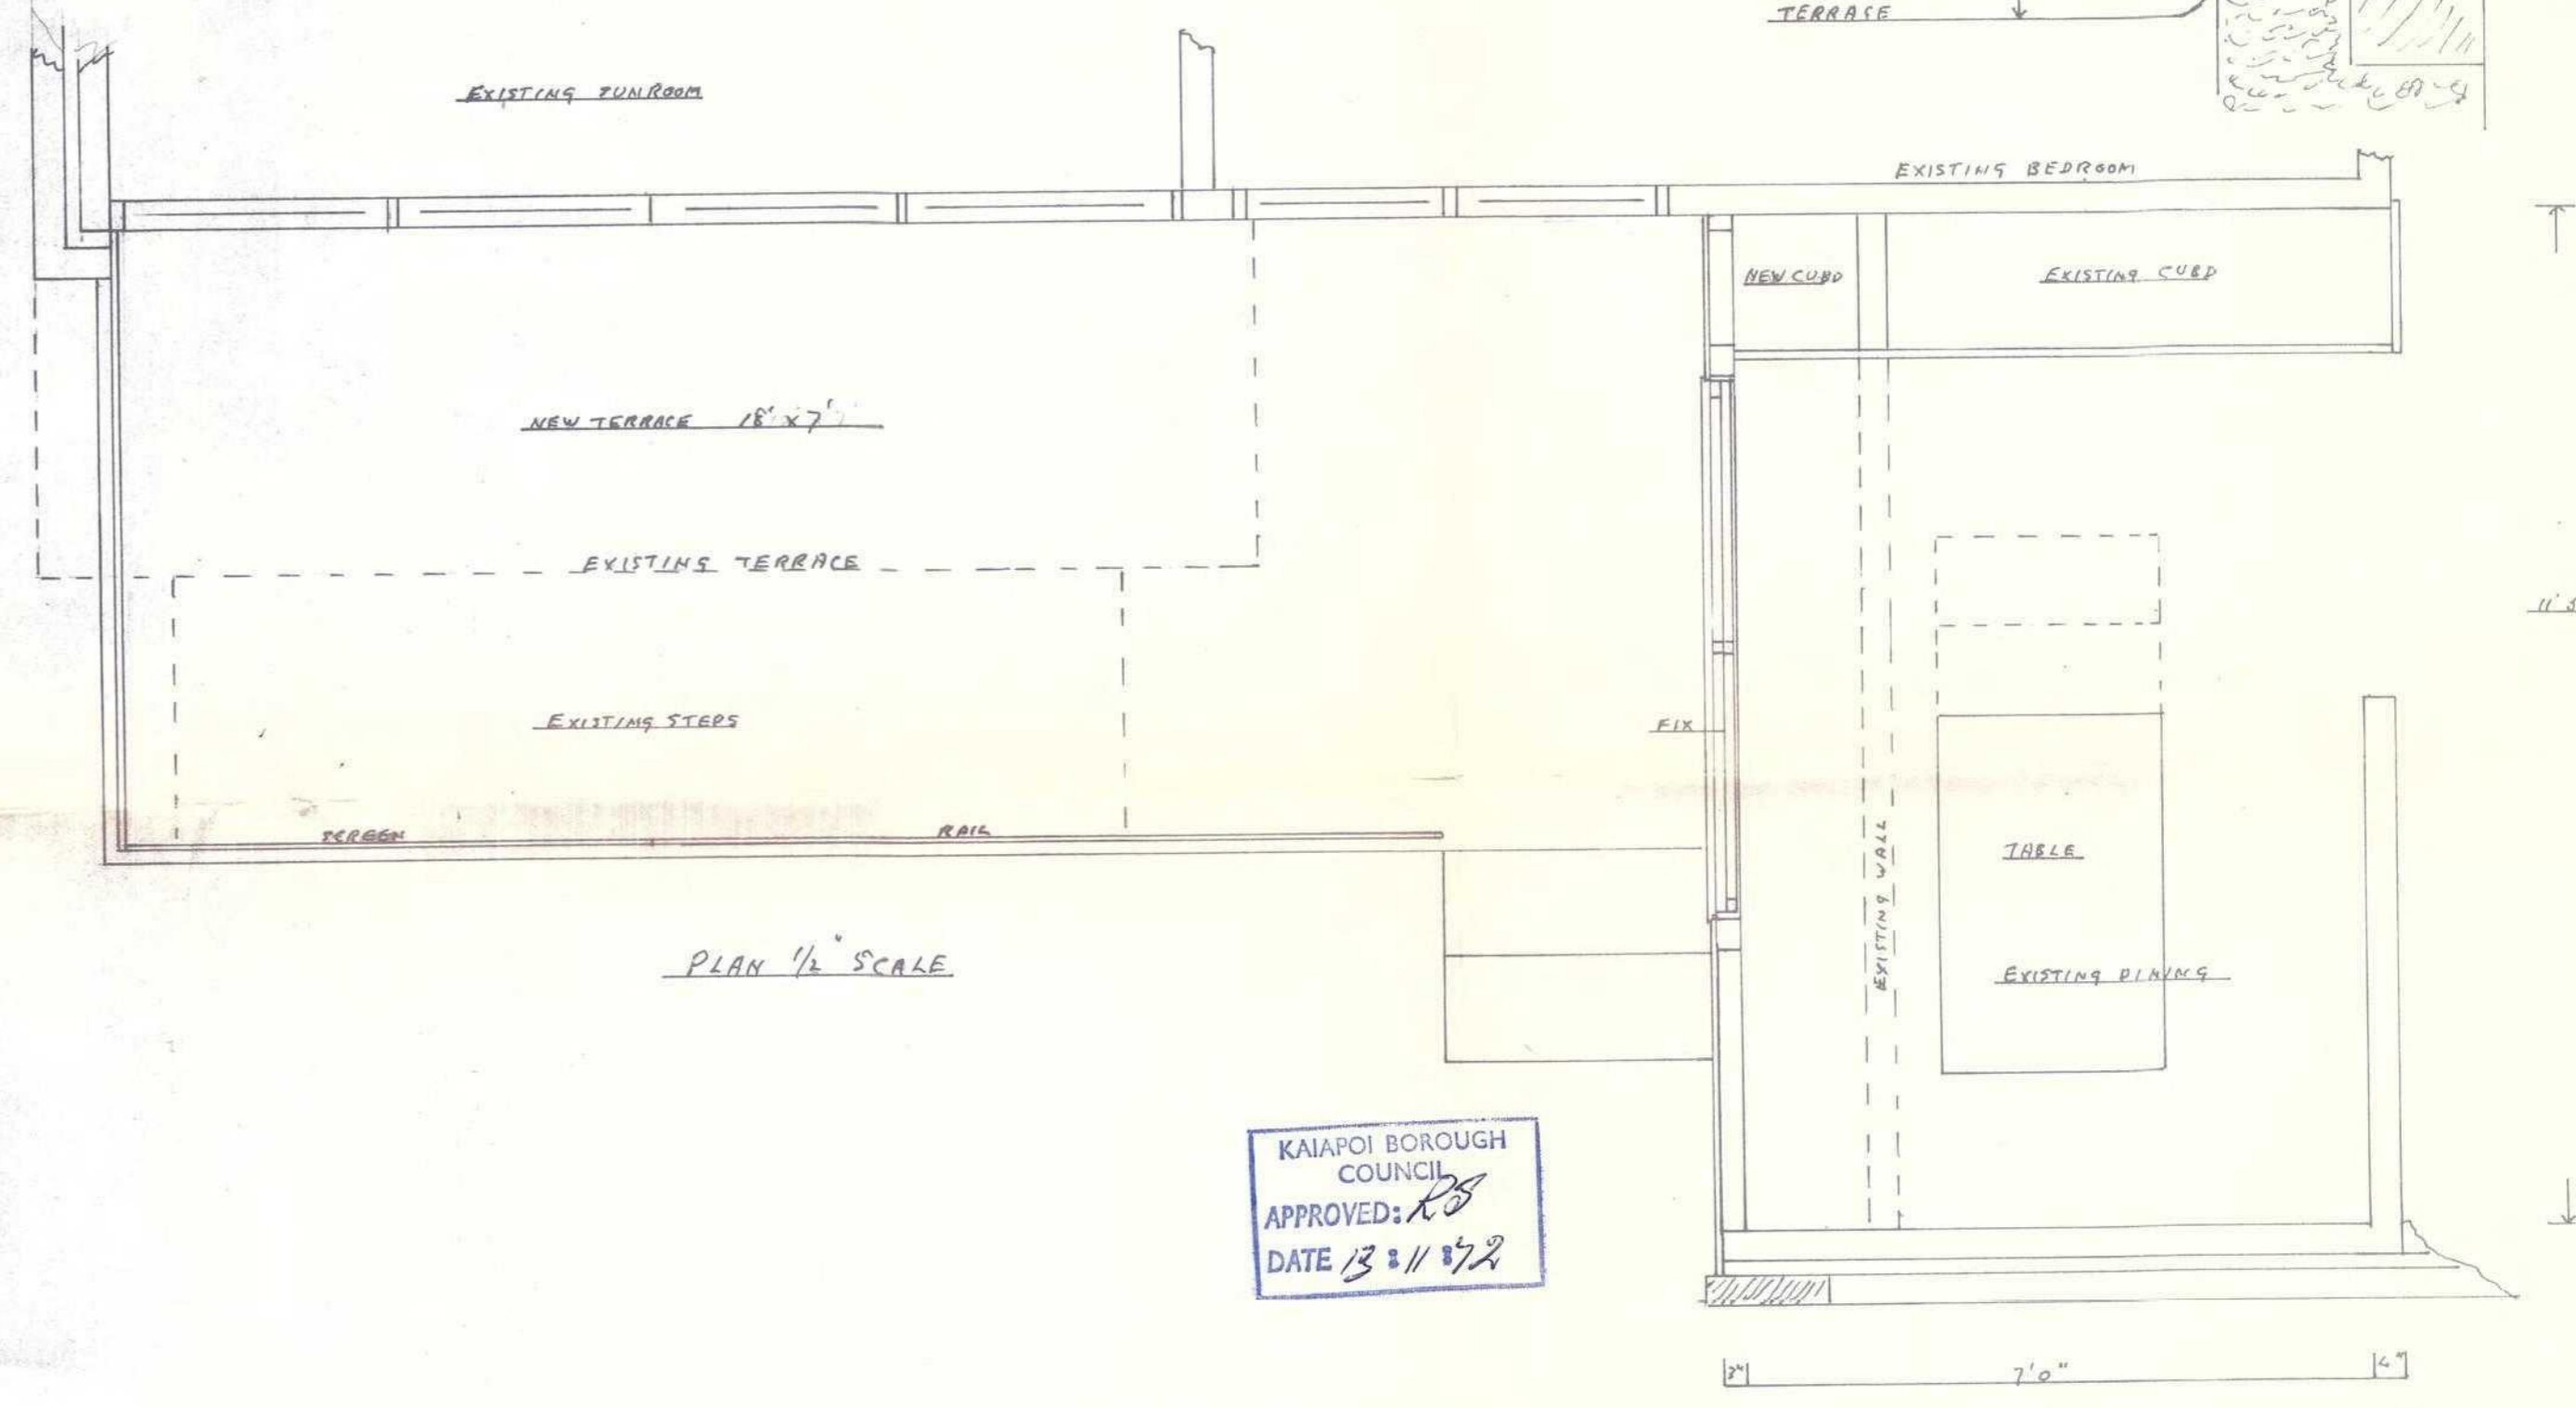 TERRACE
EXISTING SUNROOM
EXISTING BEDROOM
NEW CUBD
EXISTING CUBD
NEW TERRACE 18' x 7'
EXISTING TERRACE
EXISTING STEPS
FIX
SCREEN
RAIL
EXISTING WALL
TABLE
EXISTING DINING
PLAN 1/2" SCALE
KAIAPOI BOROUGH
COUNCIL
APPROVED: RS
DATE 13:11:72
3"
7'0"
4"